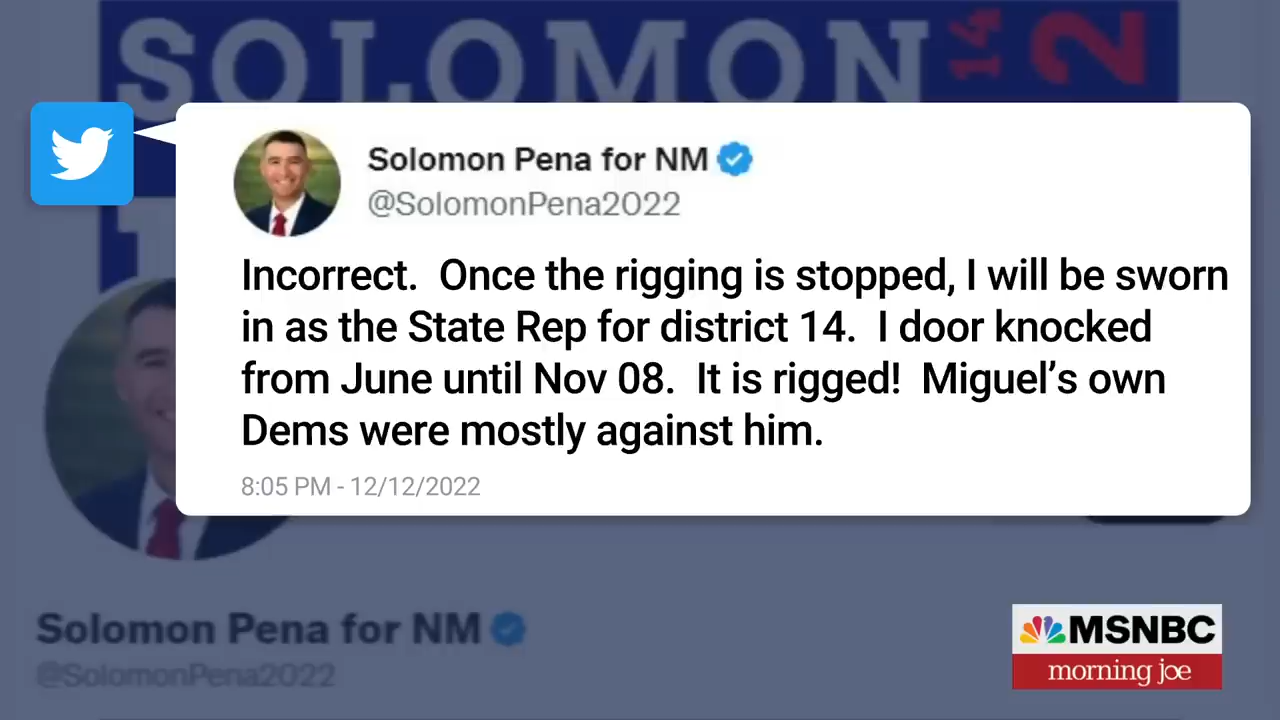 SOLOMON
14
2
Solomon Pena for NM
@SolomonPena2022
Incorrect.  Once the rigging is stopped, I will be sworn
in as the State Rep for district 14.  I door knocked
from June until Nov 08.  It is rigged!  Miguel’s own
Dems were mostly against him.
8:05 PM - 12/12/2022
Solomon Pena for NM
@SolomonPena2022
MSNBC
morning joe